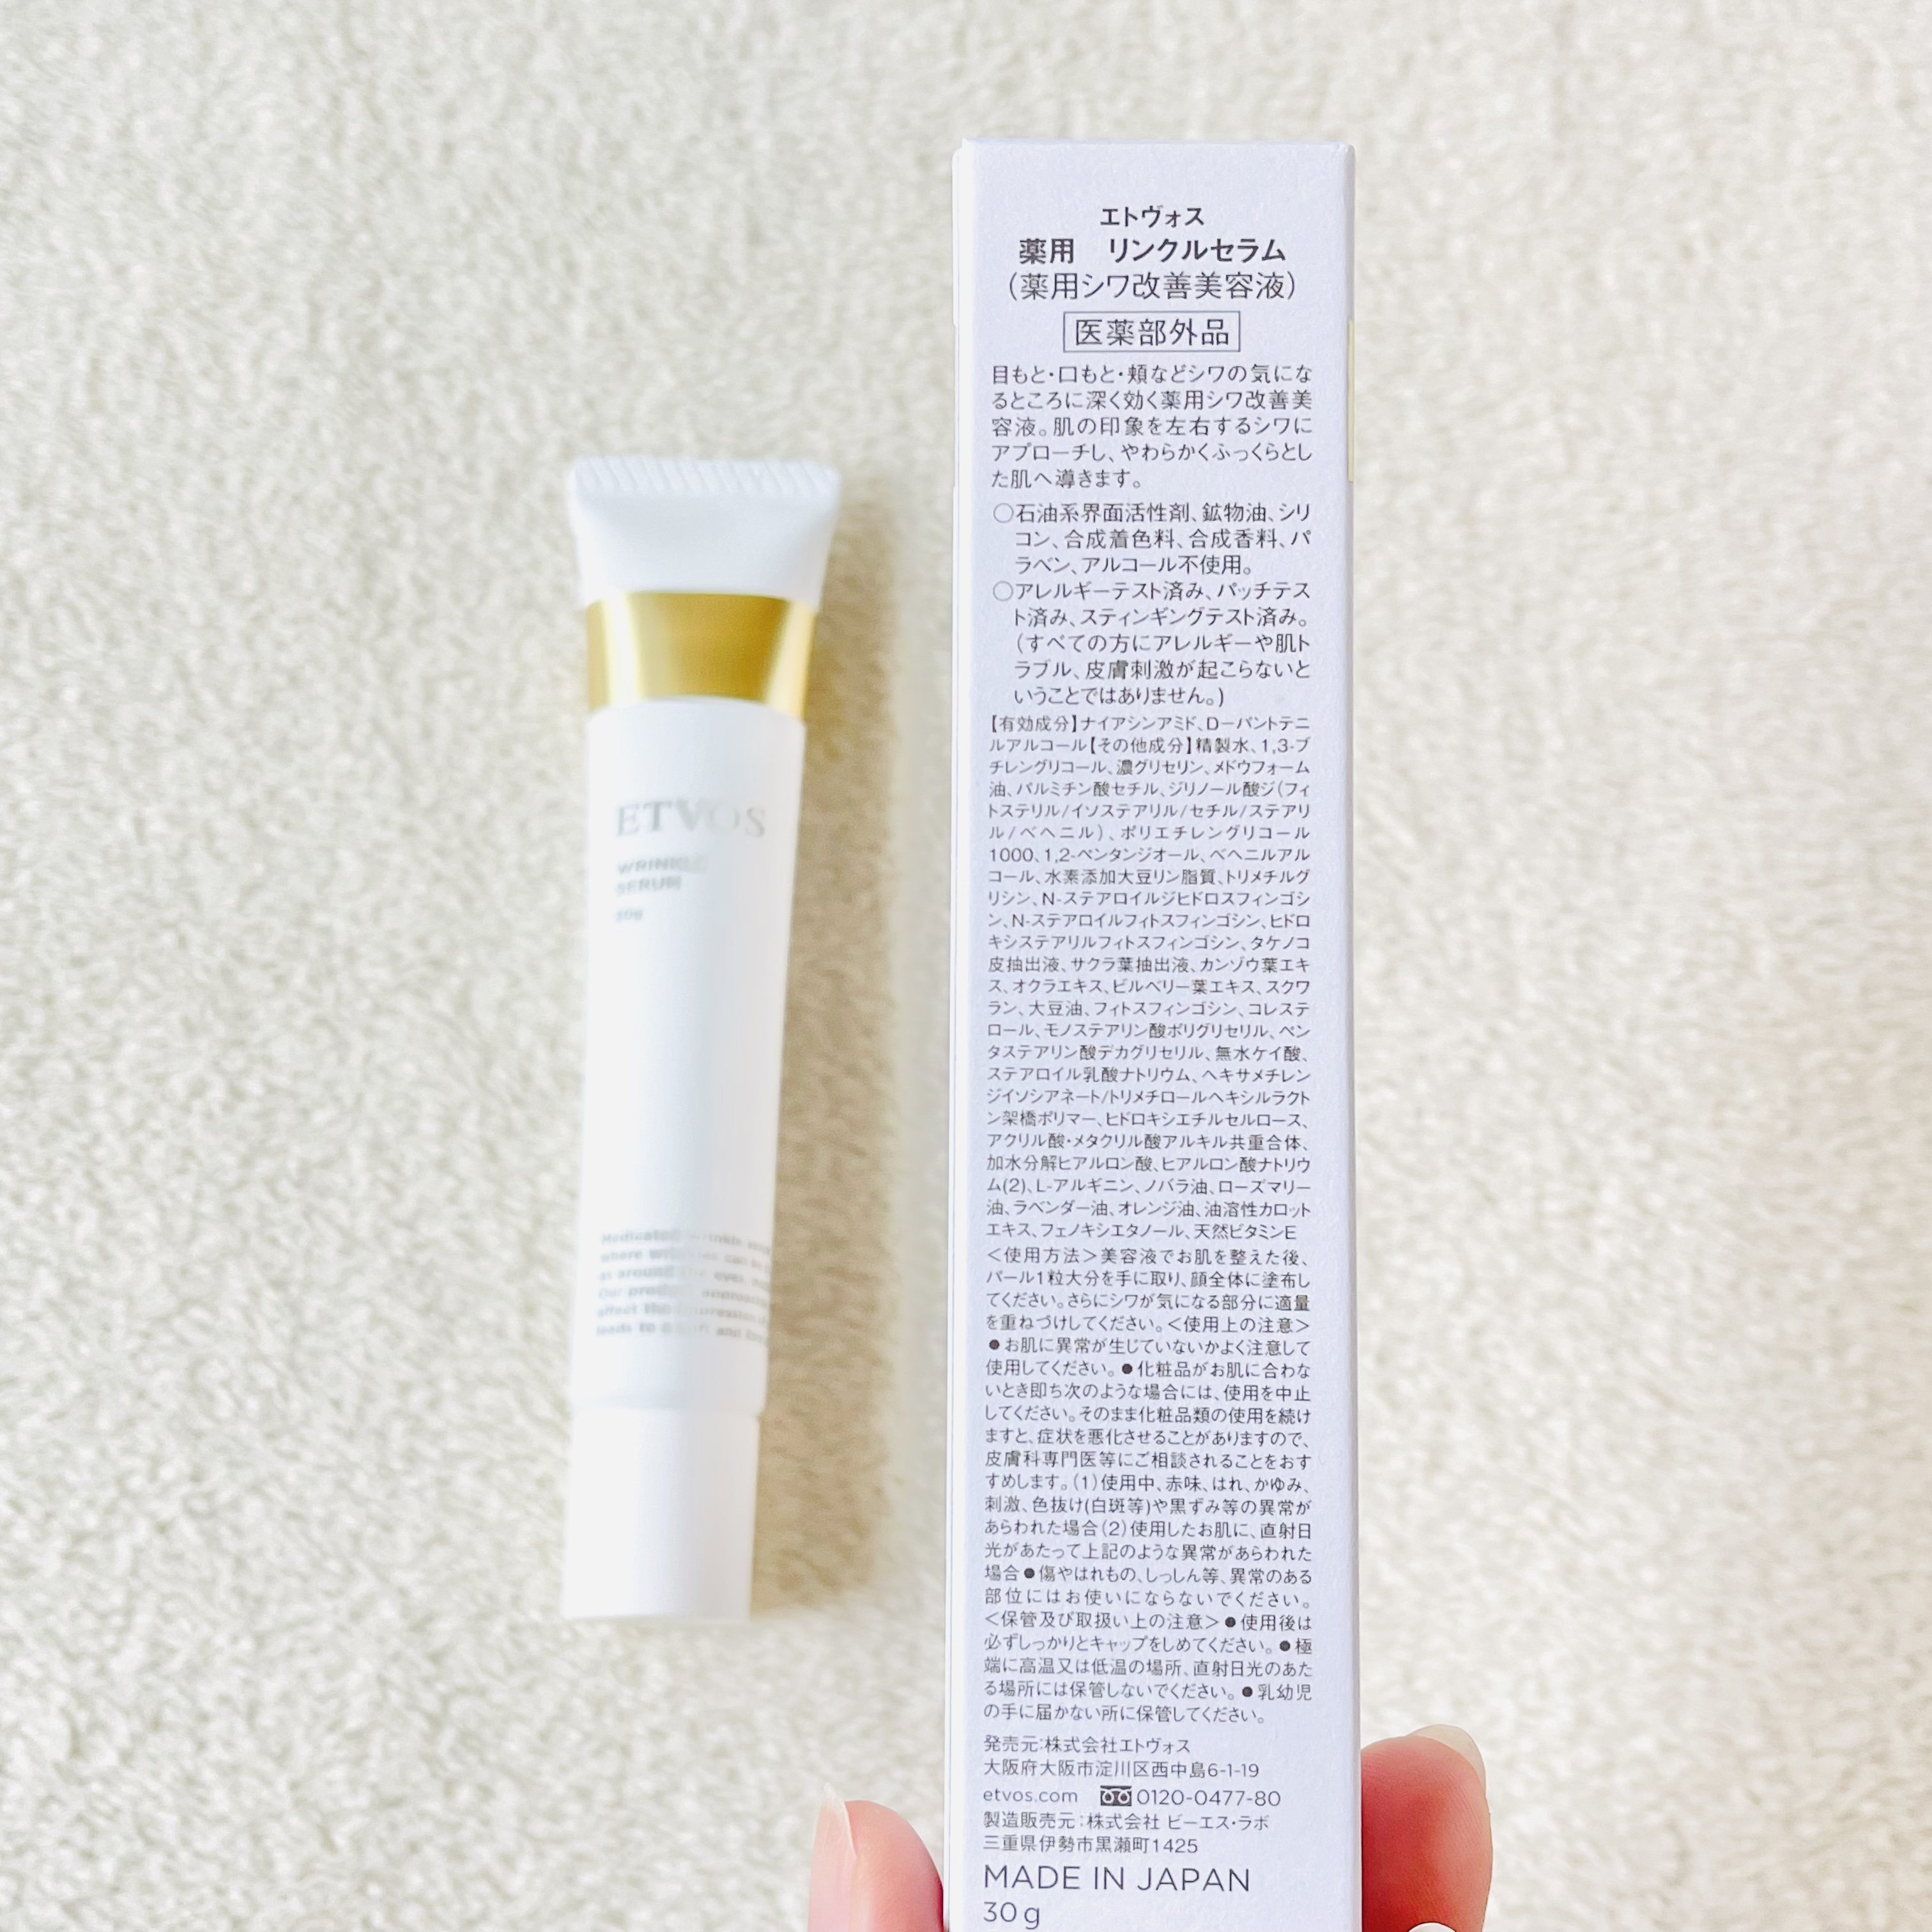 ETVOS
WRINKLE
SERUM
エトヴォス
薬用 リンクルセラム
(薬用シワ改善美容液)
医薬部外品
目もと・口もと・頬などシワの気にな
るところに深く効く薬用シワ改善美
容液。肌の印象を左右するシワに
アプローチし、やわらかくふっくらとし
た肌へ導きます。
○石油系界面活性剤、鉱物油、シリ
コン、合成着色料、合成香料、パ
ラベン、アルコール不使用。
○アレルギーテスト済み、パッチテス
ト済み、スティンギングテスト済み。
(すべての方にアレルギーや肌ト
ラブル、皮膚刺激が起こらないと
いうことではありません。)
【有効成分】ナイアシンアミド、D－パントテニ
ルアルコール【その他成分】精製水、1,3-ブ
チレングリコール、濃グリセリン、メドウフォーム
油、パルミチン酸セチル、ジリノール酸ジ(フィ
トステリル/イソステアリル/セチル/ステアリ
ル/ベヘニル)、ポリエチレングリコール
1000、1,2-ペンタンジオール、ベヘニルアル
コール、水素添加大豆リン脂質、トリメチルグ
リシン、N-ステアロイルジヒドロスフィンゴシ
ン、N-ステアロイルフィトスフィンゴシン、ヒドロ
キシステアリルフィトスフィンゴシン、タケノコ
皮抽出液、サクラ葉抽出液、カンゾウ葉エキ
ス、オクラエキス、ビルベリー葉エキス、スクワ
ラン、大豆油、フィトスフィンゴシン、コレステ
ロール、モノステアリン酸ポリグリセリル、ペン
タステアリン酸デカグリセリル、無水ケイ酸、
ステアロイル乳酸ナトリウム、ヘキサメチレン
ジイソシアネート/トリメチロールヘキシルラクト
ン架橋ポリマー、ヒドロキシエチルセルロース、
アクリル酸・メタクリル酸アルキル共重合体、
加水分解ヒアルロン酸、ヒアルロン酸ナトリウ
ム(2)、L-アルギニン、ノバラ油、ローズマリー
油、ラベンダー油、オレンジ油、油溶性カロット
エキス、フェノキシエタノール、天然ビタミンE
＜使用方法＞美容液でお肌を整えた後、
パール1粒大分を手に取り、顔全体に塗布し
てください。さらにシワが気になる部分に適量
を重ねづけしてください。＜使用上の注意＞
●お肌に異常が生じていないかよく注意して
使用してください。●化粧品がお肌に合わな
いとき即ち次のような場合には、使用を中止
してください。そのまま化粧品類の使用を続け
ますと、症状を悪化させることがありますので、
皮膚科専門医等にご相談されることをおす
すめします。(1)使用中、赤味、はれ、かゆみ、
刺激、色抜け(白斑等)や黒ずみ等の異常が
あらわれた場合(2)使用したお肌に、直射日
光があたって上記のような異常があらわれた
場合●傷やはれもの、しっしん等、異常のある
部位にはお使いにならないでください。
＜保管及び取扱い上の注意＞●使用後は
必ずしっかりとキャップをしめてください。●極
端に高温又は低温の場所、直射日光のあた
る場所には保管しないでください。●乳幼児
の手に届かない所に保管してください。
発売元:株式会社エトヴォス
大阪府大阪市淀川区西中島6-1-19
etvos.com 0120-0477-80
製造販売元:株式会社 ビーエス・ラボ
三重県伊勢市黒瀬町1425
MADE IN JAPAN
30g